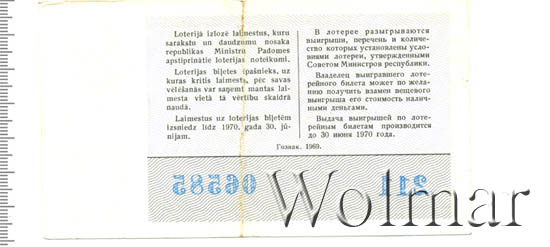 Loterijā izlozē laimestus, kuru
sarakstu un daudzumu nosaka
republikas Ministru Padomes
apstiprinātie loterijas noteikumi.
Loterijas biļetes īpašnieks, uz
kuras kritis laimests, pēc savas
vēlēšanās var saņemt mantas lai-
mesta vietā tā vērtību skaidrā
naudā.
Laimestus uz loterijas biļetēm
izsniedz līdz 1970. gada 30. jū-
nijam.
В лотерее разыгрываются
выигрыши, перечень и количе-
ство которых установлены усло-
виями лотереи, утвержденными
Советом Министров республики.
Владелец выигравшего лоте-
рейного билета может по жела-
нию получить взамен вещевого
выигрыша его стоимость налич-
ными деньгами.
Выдача выигрышей по лоте-
рейным билетам производится
до 30 июня 1970 года.
Гознак. 1969.
06585
Wolmar